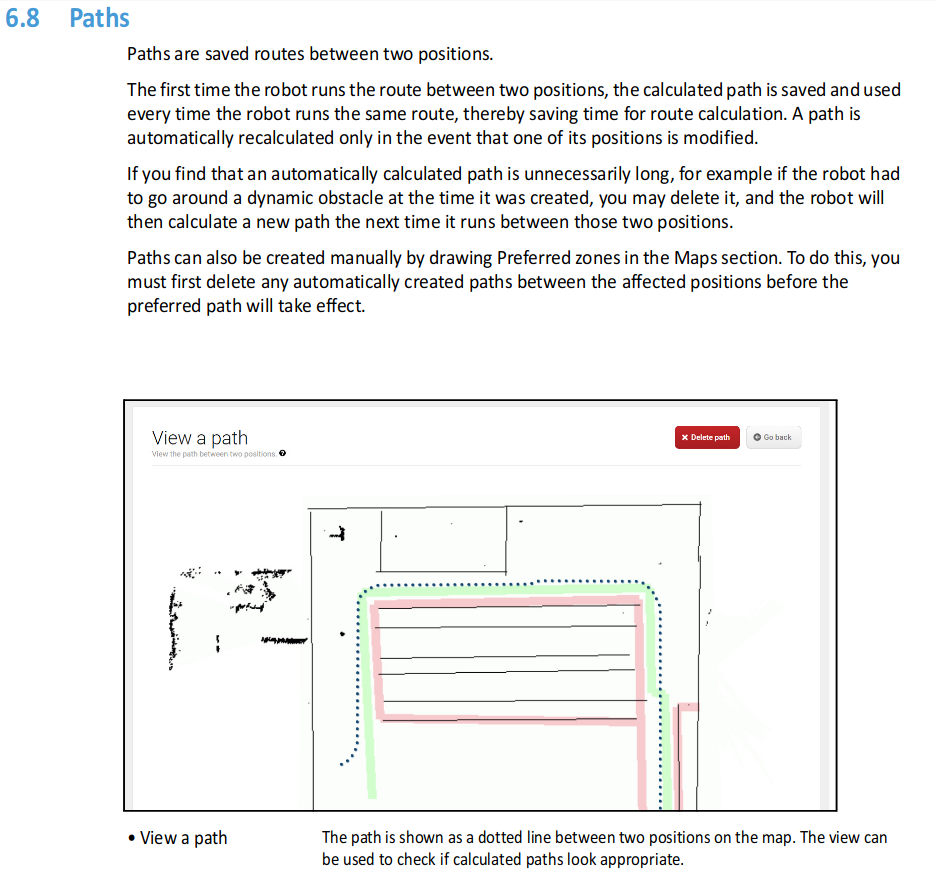 6.8 Paths
Paths are saved routes between two positions.
The first time the robot runs the route between two positions, the calculated path is saved and used
every time the robot runs the same route, thereby saving time for route calculation. A path is
automatically recalculated only in the event that one of its positions is modified.
If you find that an automatically calculated path is unnecessarily long, for example if the robot had
to go around a dynamic obstacle at the time it was created, you may delete it, and the robot will
then calculate a new path the next time it runs between those two positions.
Paths can also be created manually by drawing Preferred zones in the Maps section. To do this, you
must first delete any automatically created paths between the affected positions before the
preferred path will take effect.
View a path
View the path between two positions.
Delete path
Go back
• View a path
The path is shown as a dotted line between two positions on the map. The view can
be used to check if calculated paths look appropriate.